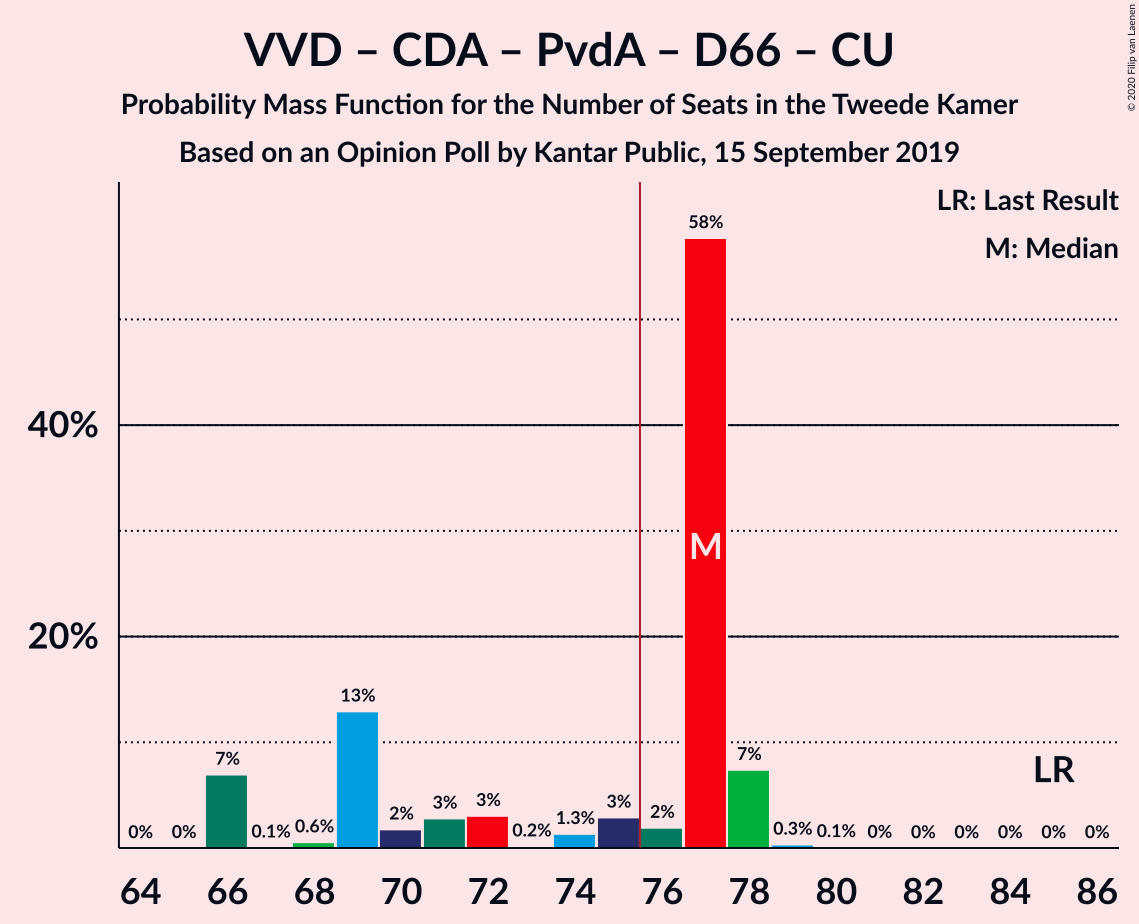 VVD – CDA – PvdA – D66 – CU
Probability Mass Function for the Number of Seats in the Tweede Kamer
Based on an Opinion Poll by Kantar Public, 15 September 2019
© 2020 Filip van Laenen
LR: Last Result
M: Median
40%
20%
0% 0% 7% 0.1% 0.6% 13% 2% 3% 3% 0.2% 1.3% 3% 2% 58% 7% 0.3% 0.1% 0% 0% 0% 0% 0% 0%
M
LR
64 66 68 70 72 74 76 78 80 82 84 86